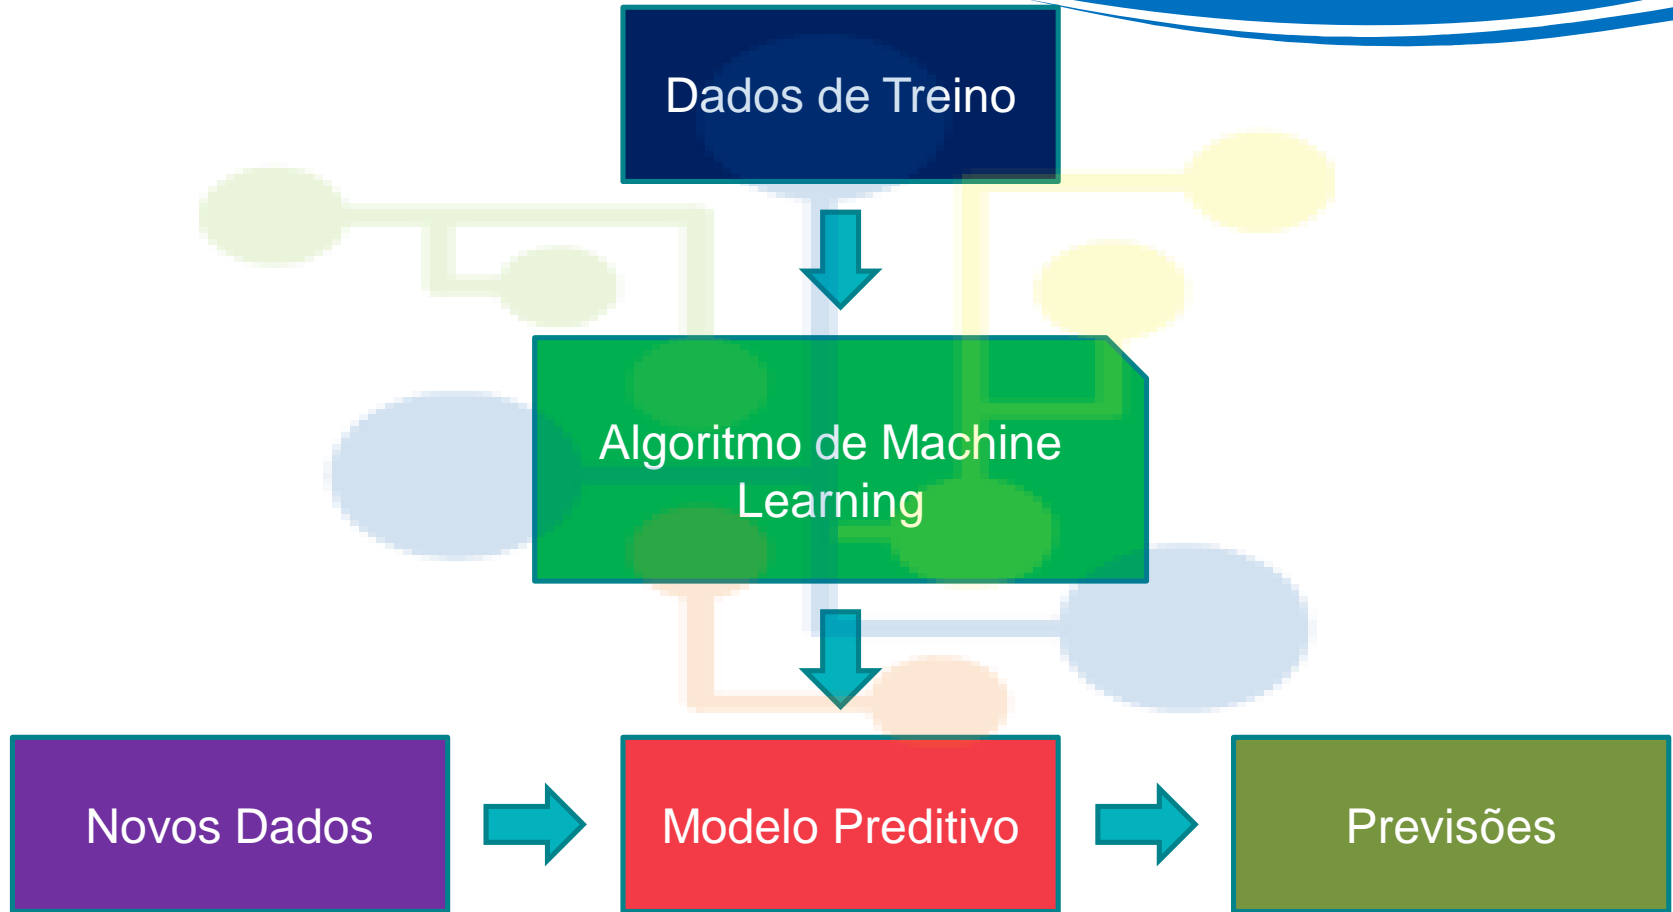 Dados de Treino
Algoritmo de Machine
Learning
Novos Dados
Modelo Preditivo
Previsões